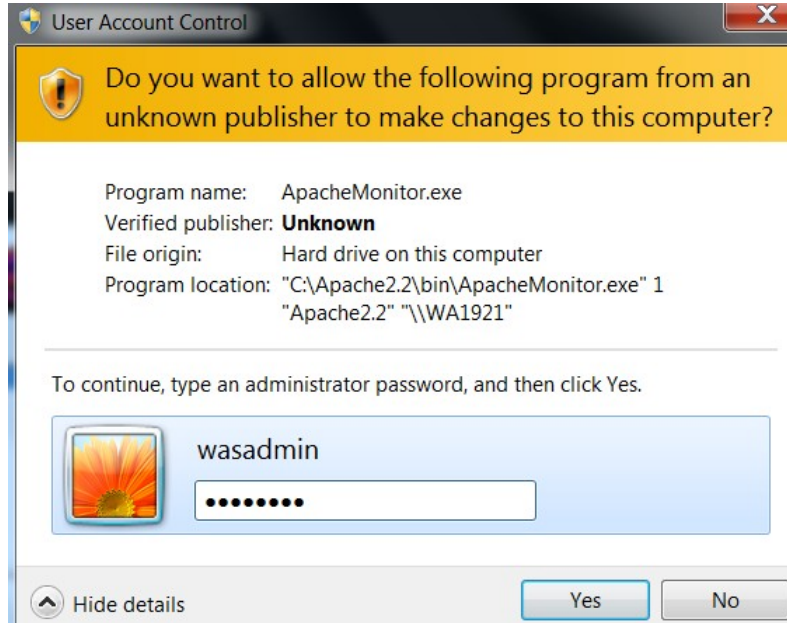 User Account Control
Do you want to allow the following program from an
unknown publisher to make changes to this computer?
Program name: ApacheMonitor.exe
Verified publisher: Unknown
File origin: Hard drive on this computer
Program location: "C:\Apache2.2\bin\ApacheMonitor.exe" 1
"Apache2.2" "\\WA1921"
To continue, type an administrator password, and then click Yes.
wasadmin
●●●●●●●●
Hide details Yes No